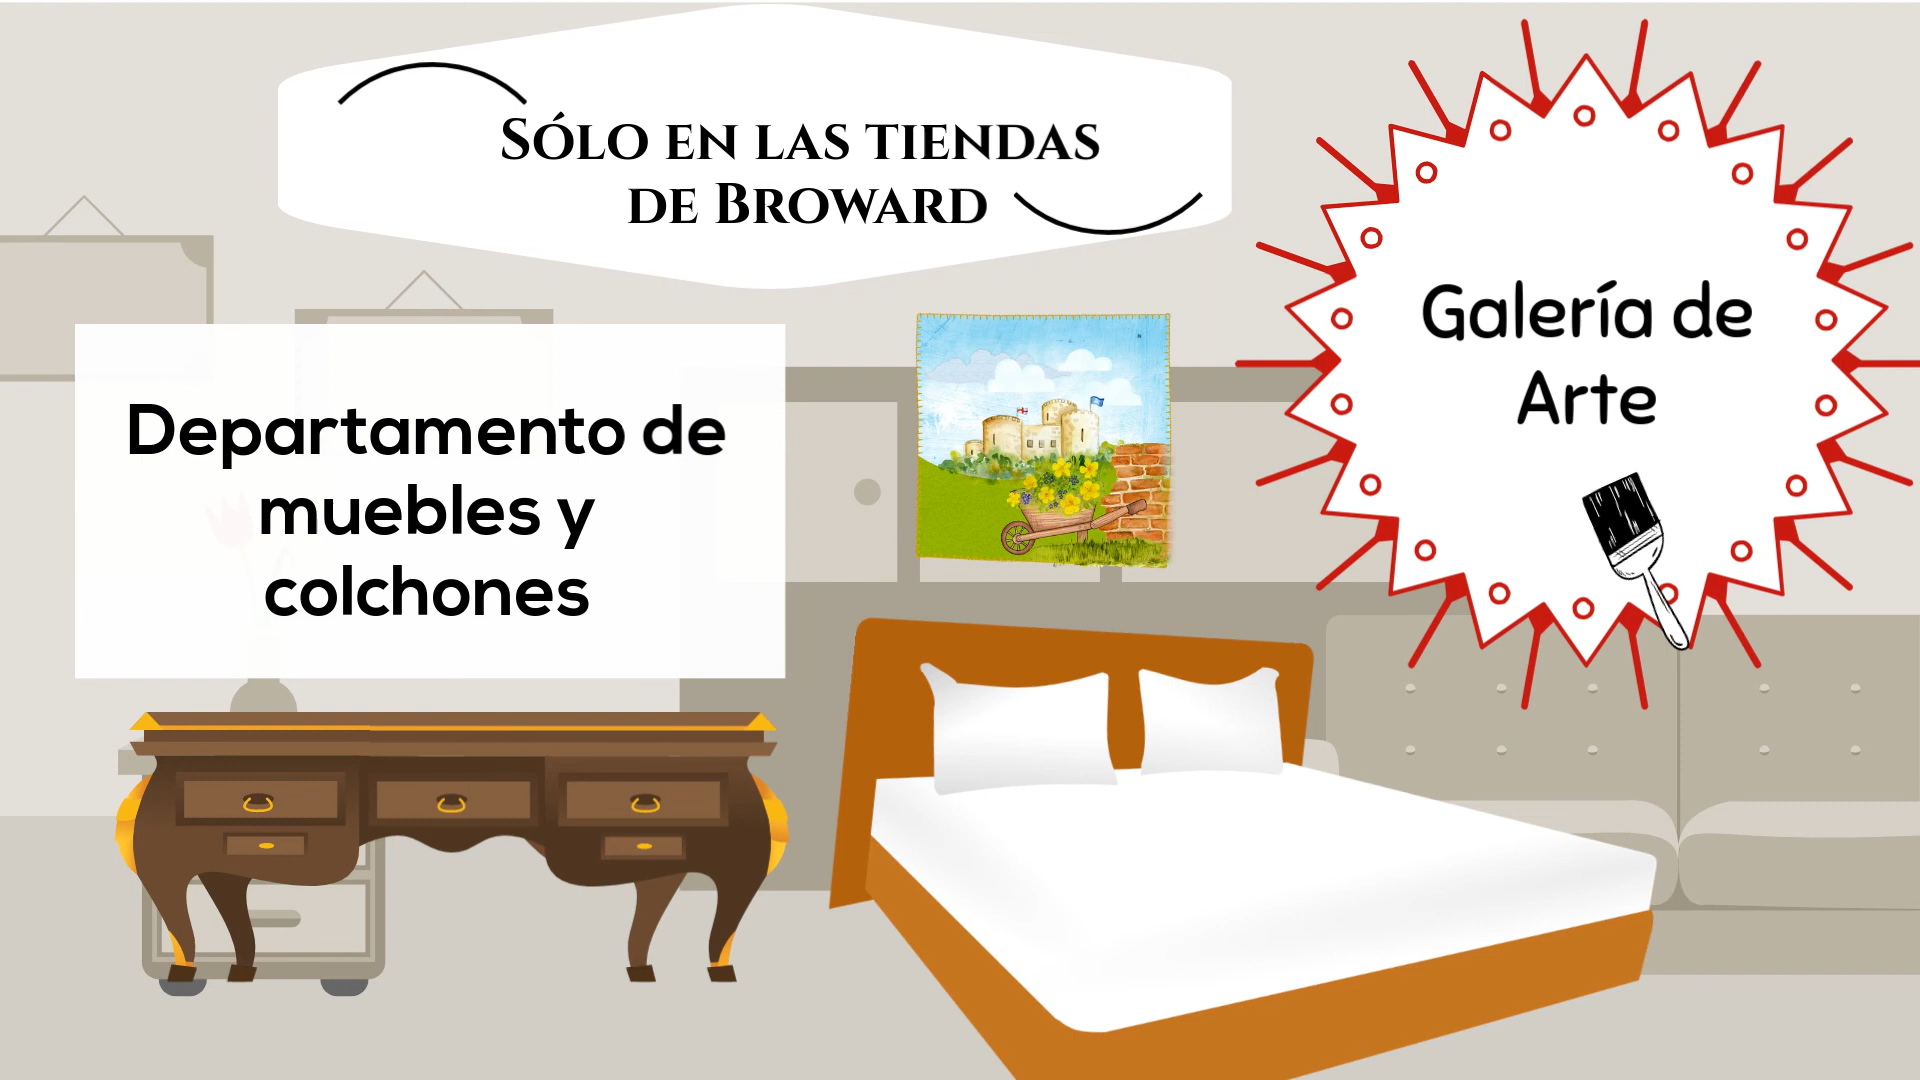 Sólo en las tiendas
de Broward
Galería de
Arte
Departamento de
muebles y
colchones